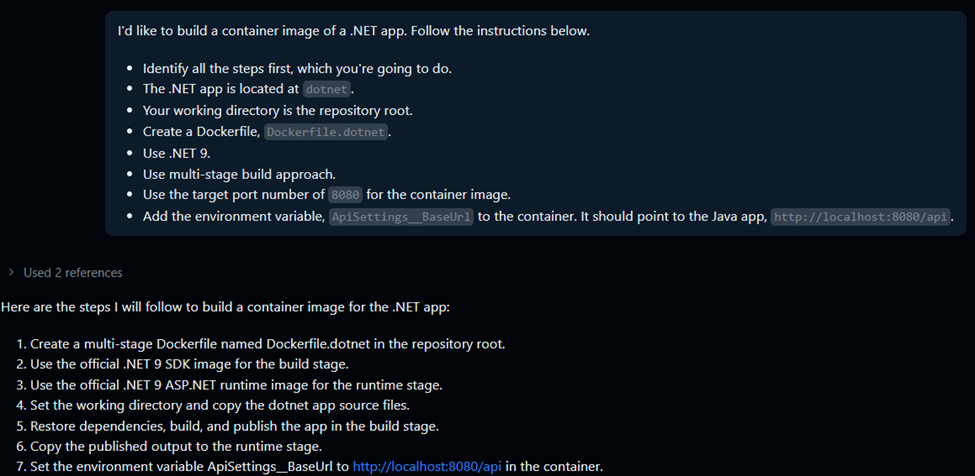 I'd like to build a container image of a .NET app. Follow the instructions below.
• Identify all the steps first, which you're going to do.
• The .NET app is located at dotnet.
• Your working directory is the repository root.
• Create a Dockerfile, Dockerfile.dotnet.
• Use .NET 9.
• Use multi-stage build approach.
• Use the target port number of 8080 for the container image.
• Add the environment variable, ApiSettings__BaseUrl to the container. It should point to the Java app, http://localhost:8080/api.
> Used 2 references
Here are the steps I will follow to build a container image for the .NET app:
1. Create a multi-stage Dockerfile named Dockerfile.dotnet in the repository root.
2. Use the official .NET 9 SDK image for the build stage.
3. Use the official .NET 9 ASP.NET runtime image for the runtime stage.
4. Set the working directory and copy the dotnet app source files.
5. Restore dependencies, build, and publish the app in the build stage.
6. Copy the published output to the runtime stage.
7. Set the environment variable ApiSettings__BaseUrl to http://localhost:8080/api in the container.